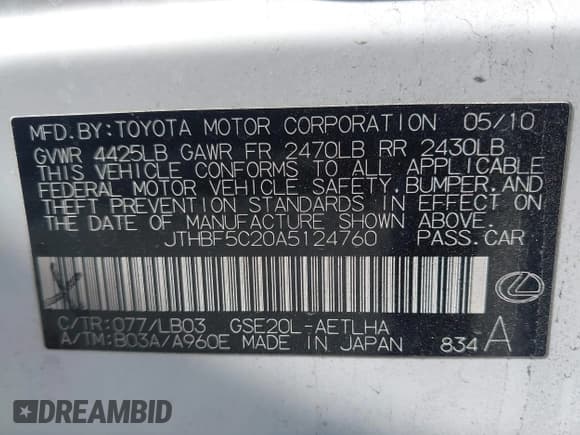 MFD.BY:TOYOTA MOTOR CORPORATION 05/10
GVWR 4425LB GAWR FR 2470LB RR 2430LB
THIS VEHICLE CONFORMS TO ALL APPLICABLE
FEDERAL MOTOR VEHICLE SAFETY,BUMPER,AND
THEFT PREVENTION STANDARDS IN EFFECT ON
THE DATE OF MANUFACTURE SHOWN ABOVE.
JTHBF5C20A5124760 PASS.CAR
C/TR:077/LB03 GSE20L-AETLHA
A/TM:B03A/A960E MADE IN JAPAN 834A
DREAMBID